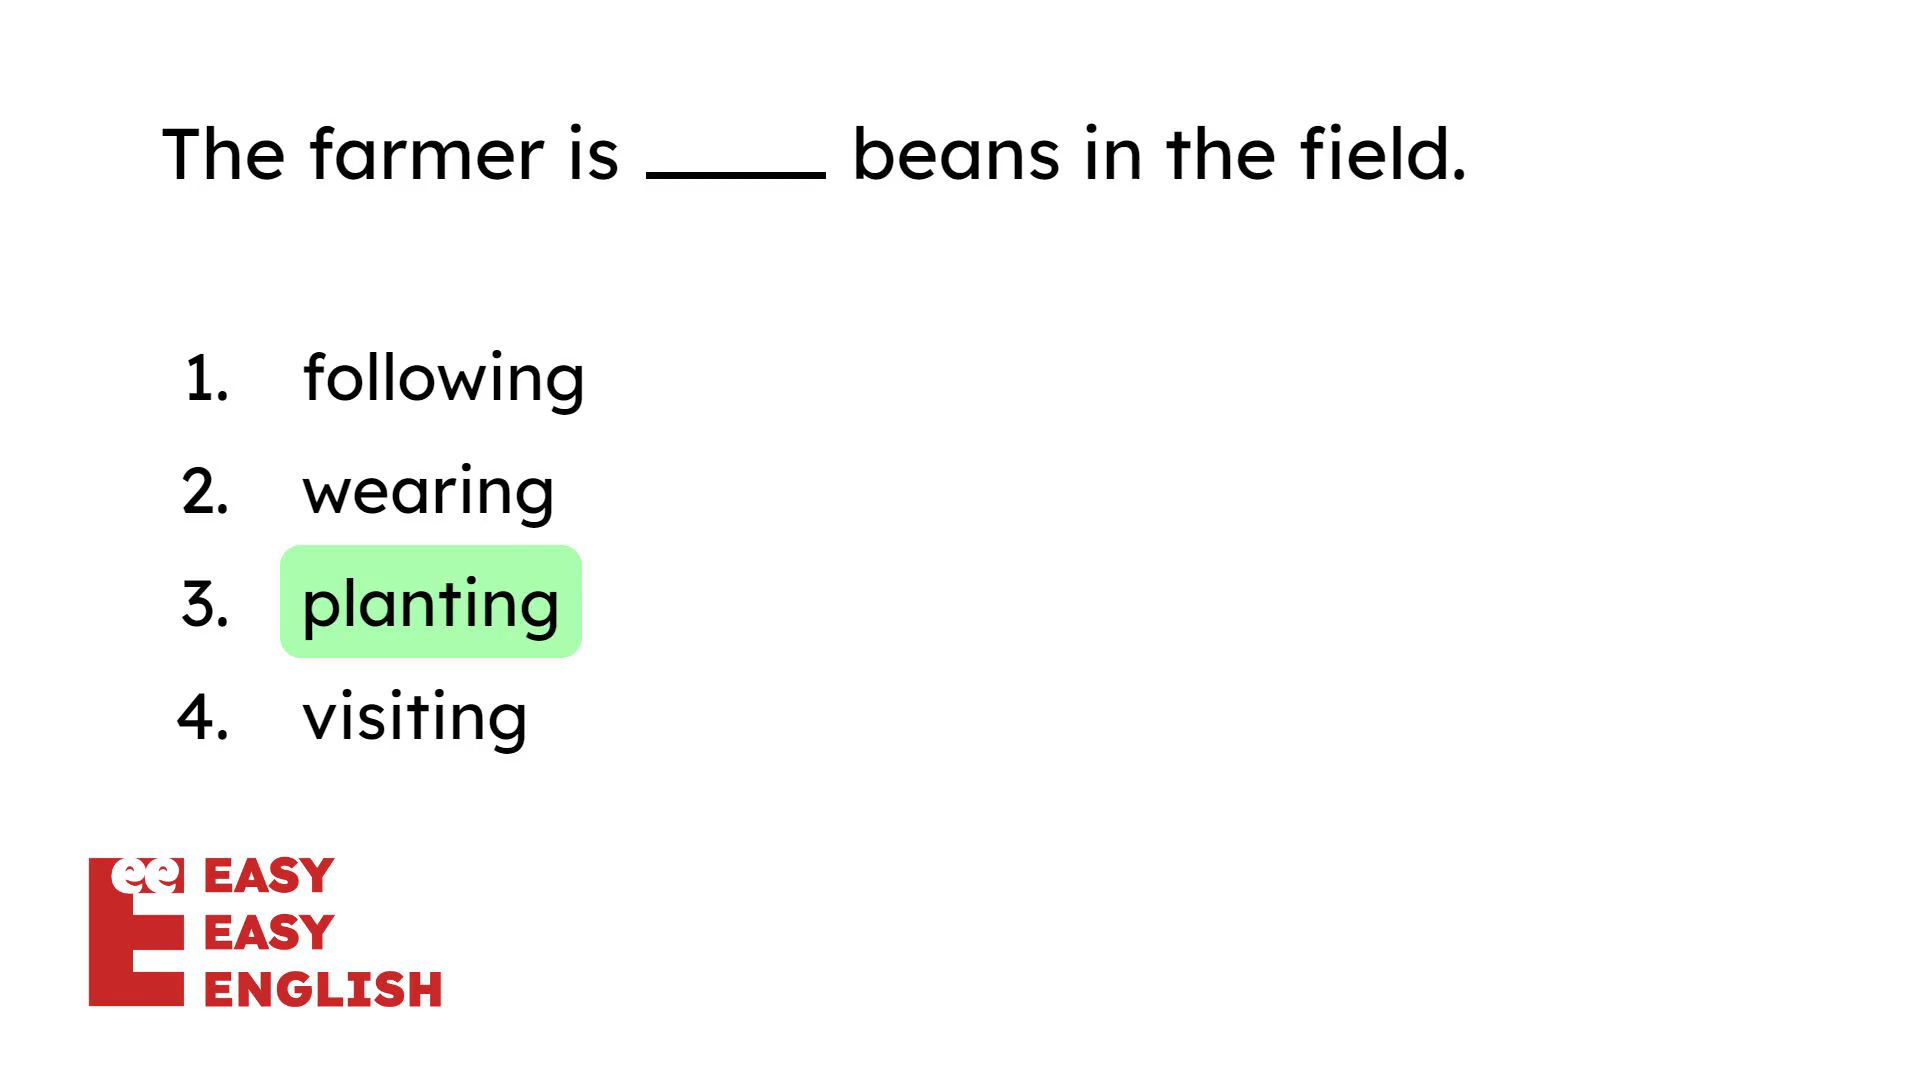 The farmer is _____ beans in the field.
1. following
2. wearing
3. planting
4. visiting
ee EASY
EASY
ENGLISH